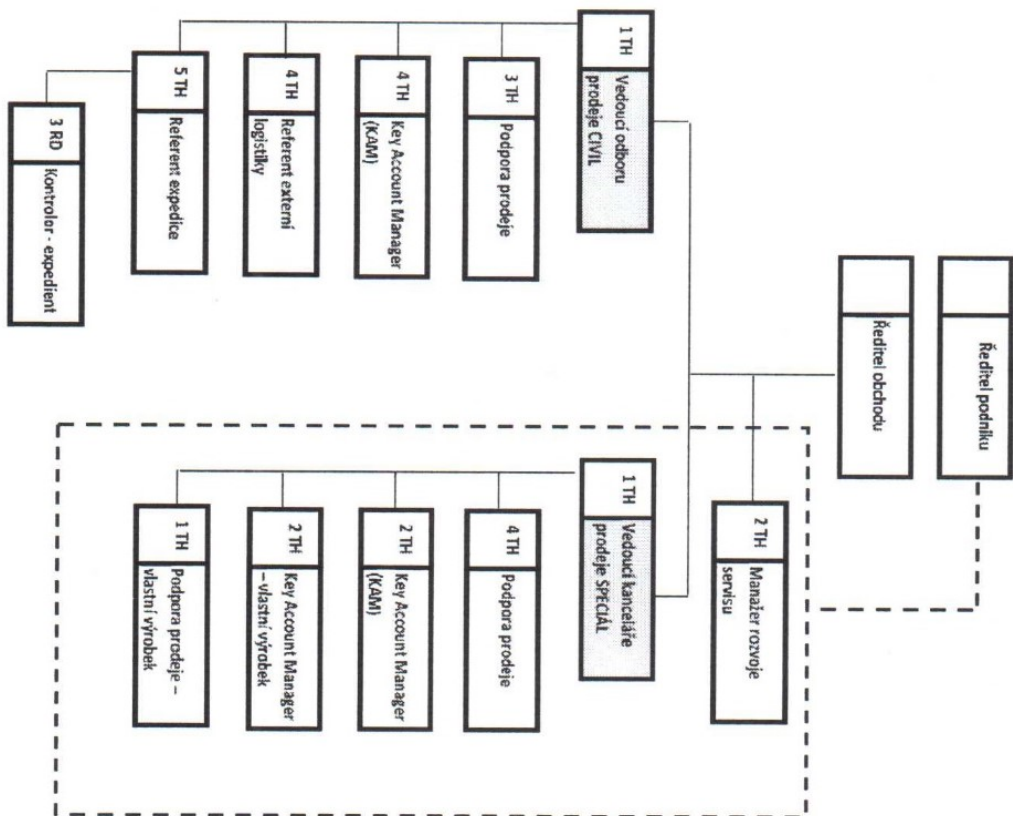 Ředitel podniku
Ředitel obchodu
2 TH
Manažer rozvoje
servisu
1 TH
Vedoucí odboru
prodeje CIVIL
3 TH
Podpora prodeje
4 TH
Key Account Manager
(KAM)
4 TH
Referent externí
logistiky
5 TH
Referent expedice
3 RD
Kontrolor - expedient
1 TH
Vedoucí kanceláře
prodeje SPECIÁL
4 TH
Podpora prodeje
2 TH
Key Account Manager
(KAM)
2 TH
Key Account Manager
– vlastní výrobek
1 TH
Podpora prodeje –
vlastní výrobek